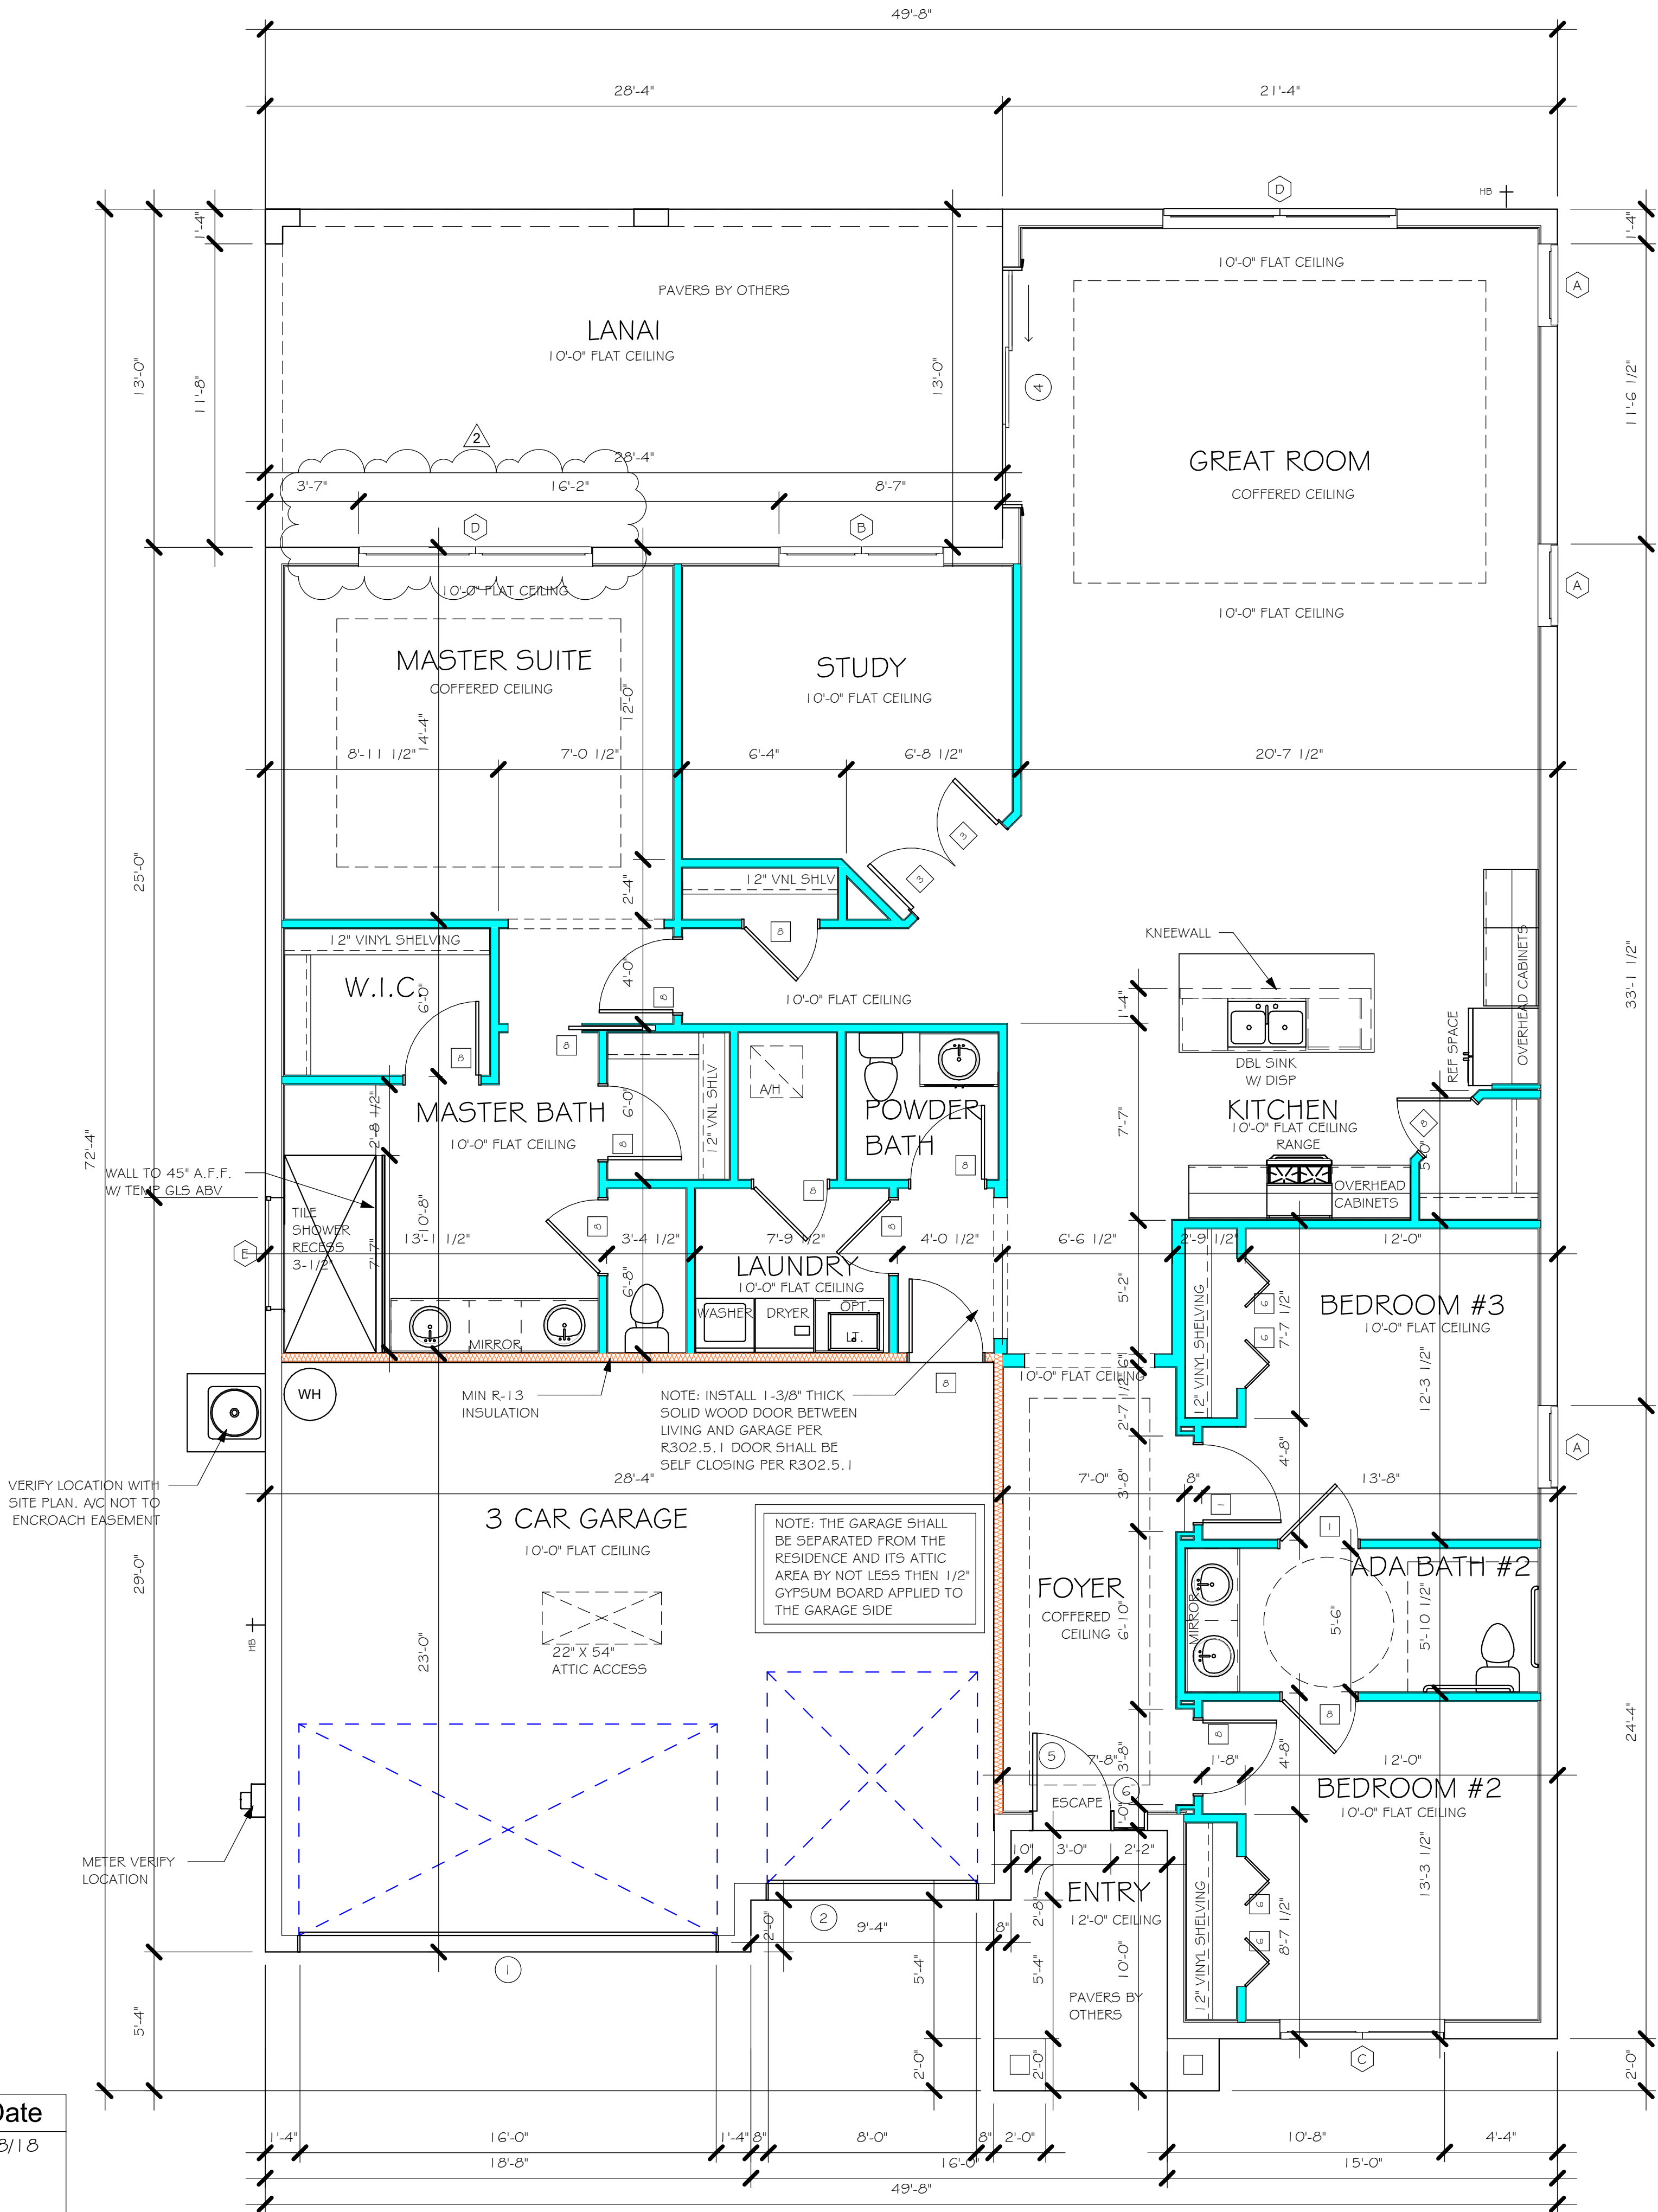 49'-8"
28'-4"
21'-4"
D
HB
1'-4"
1'-4"
10'-0" FLAT CEILING
A
PAVERS BY OTHERS
LANAI
10'-0" FLAT CEILING
13'-0"
11'-8"
13'-0"
4
11'-6 1/2"
2
28'-4"
GREAT ROOM
COFFERED CEILING
3'-7"
16'-2"
8'-7"
D
B
A
10'-0" FLAT CEILING
10'-0" FLAT CEILING
MASTER SUITE
COFFERED CEILING
STUDY
10'-0" FLAT CEILING
14'-4"
12'-0"
8'-11 1/2"
7'-0 1/2"
6'-4"
6'-8 1/2"
20'-7 1/2"
3
3
25'-0"
2'-4"
12" VNL SHLV
8
KNEEWALL
OVERHEAD CABINETS
12" VINYL SHELVING
W.I.C.
6'-0"
4'-0"
8
10'-0" FLAT CEILING
1'-4"
33'-1 1/2"
8
8
A/H
DBL SINK
W/ DISP
REF SPACE
MASTER BATH
10'-0" FLAT CEILING
2'-8 1/2"
6'-0"
8
12" VNL SHLV
POWDER
BATH
8
7'-7"
KITCHEN
10'-0" FLAT CEILING
RANGE
8
5'-0"
72'-4"
WALL TO 45" A.F.F.
W/ TEMP GLS ABV
8
OVERHEAD
CABINETS
TILE
SHOWER
RECESS
3-1/2"
10'-8"
7'-7"
E
13'-1 1/2"
8
3'-4 1/2"
7'-9 1/2"
8
4'-0 1/2"
6'-6 1/2"
2'-9 1/2"
12'-0"
LAUNDRY
10'-0" FLAT CEILING
6'-8"
5'-2"
WASHER
DRYER
OPT.
LT.
MIRROR
12" VINYL SHELVING
6
6
7'-7 1/2"
BEDROOM #3
10'-0" FLAT CEILING
12'-3 1/2"
WH
MIN R-13
INSULATION
NOTE: INSTALL 1-3/8" THICK
SOLID WOOD DOOR BETWEEN
LIVING AND GARAGE PER
R302.5.1 DOOR SHALL BE
SELF CLOSING PER R302.5.1
8
6"
10'-0" FLAT CEILING
2'-7 1/2"
4'-8"
A
VERIFY LOCATION WITH
SITE PLAN. A/C NOT TO
ENCROACH EASEMENT
28'-4"
7'-0"
3'-8"
8"
13'-8"
1
1
3 CAR GARAGE
10'-0" FLAT CEILING
NOTE: THE GARAGE SHALL
BE SEPARATED FROM THE
RESIDENCE AND ITS ATTIC
AREA BY NOT LESS THEN 1/2"
GYPSUM BOARD APPLIED TO
THE GARAGE SIDE
29'-0"
FOYER
COFFERED
CEILING
6'-10"
ADA BATH #2
MIRROR
5'-6"
5'-10 1/2"
HB
23'-0"
22" X 54"
ATTIC ACCESS
8
8
24'-4"
5
7'-8"
3'-8"
6
1'-8"
4'-8"
12'-0"
BEDROOM #2
10'-0" FLAT CEILING
ESCAPE
METER VERIFY
LOCATION
10"
3'-0"
2'-2"
13'-3 1/2"
ENTRY
12'-0" CEILING
2'-8"
2'-0"
2
9'-4"
8"
5'-4"
5'-4"
10'-0"
1
12" VINYL SHELVING
6
6
8'-7 1/2"
PAVERS BY
OTHERS
5'-4"
C
2'-0"
2'-0"
2'-0"
Date
8/18
1'-4"
16'-0"
1'-4"
8"
8'-0"
8"
2'-0"
10'-8"
4'-4"
18'-8"
16'-0"
15'-0"
49'-8"